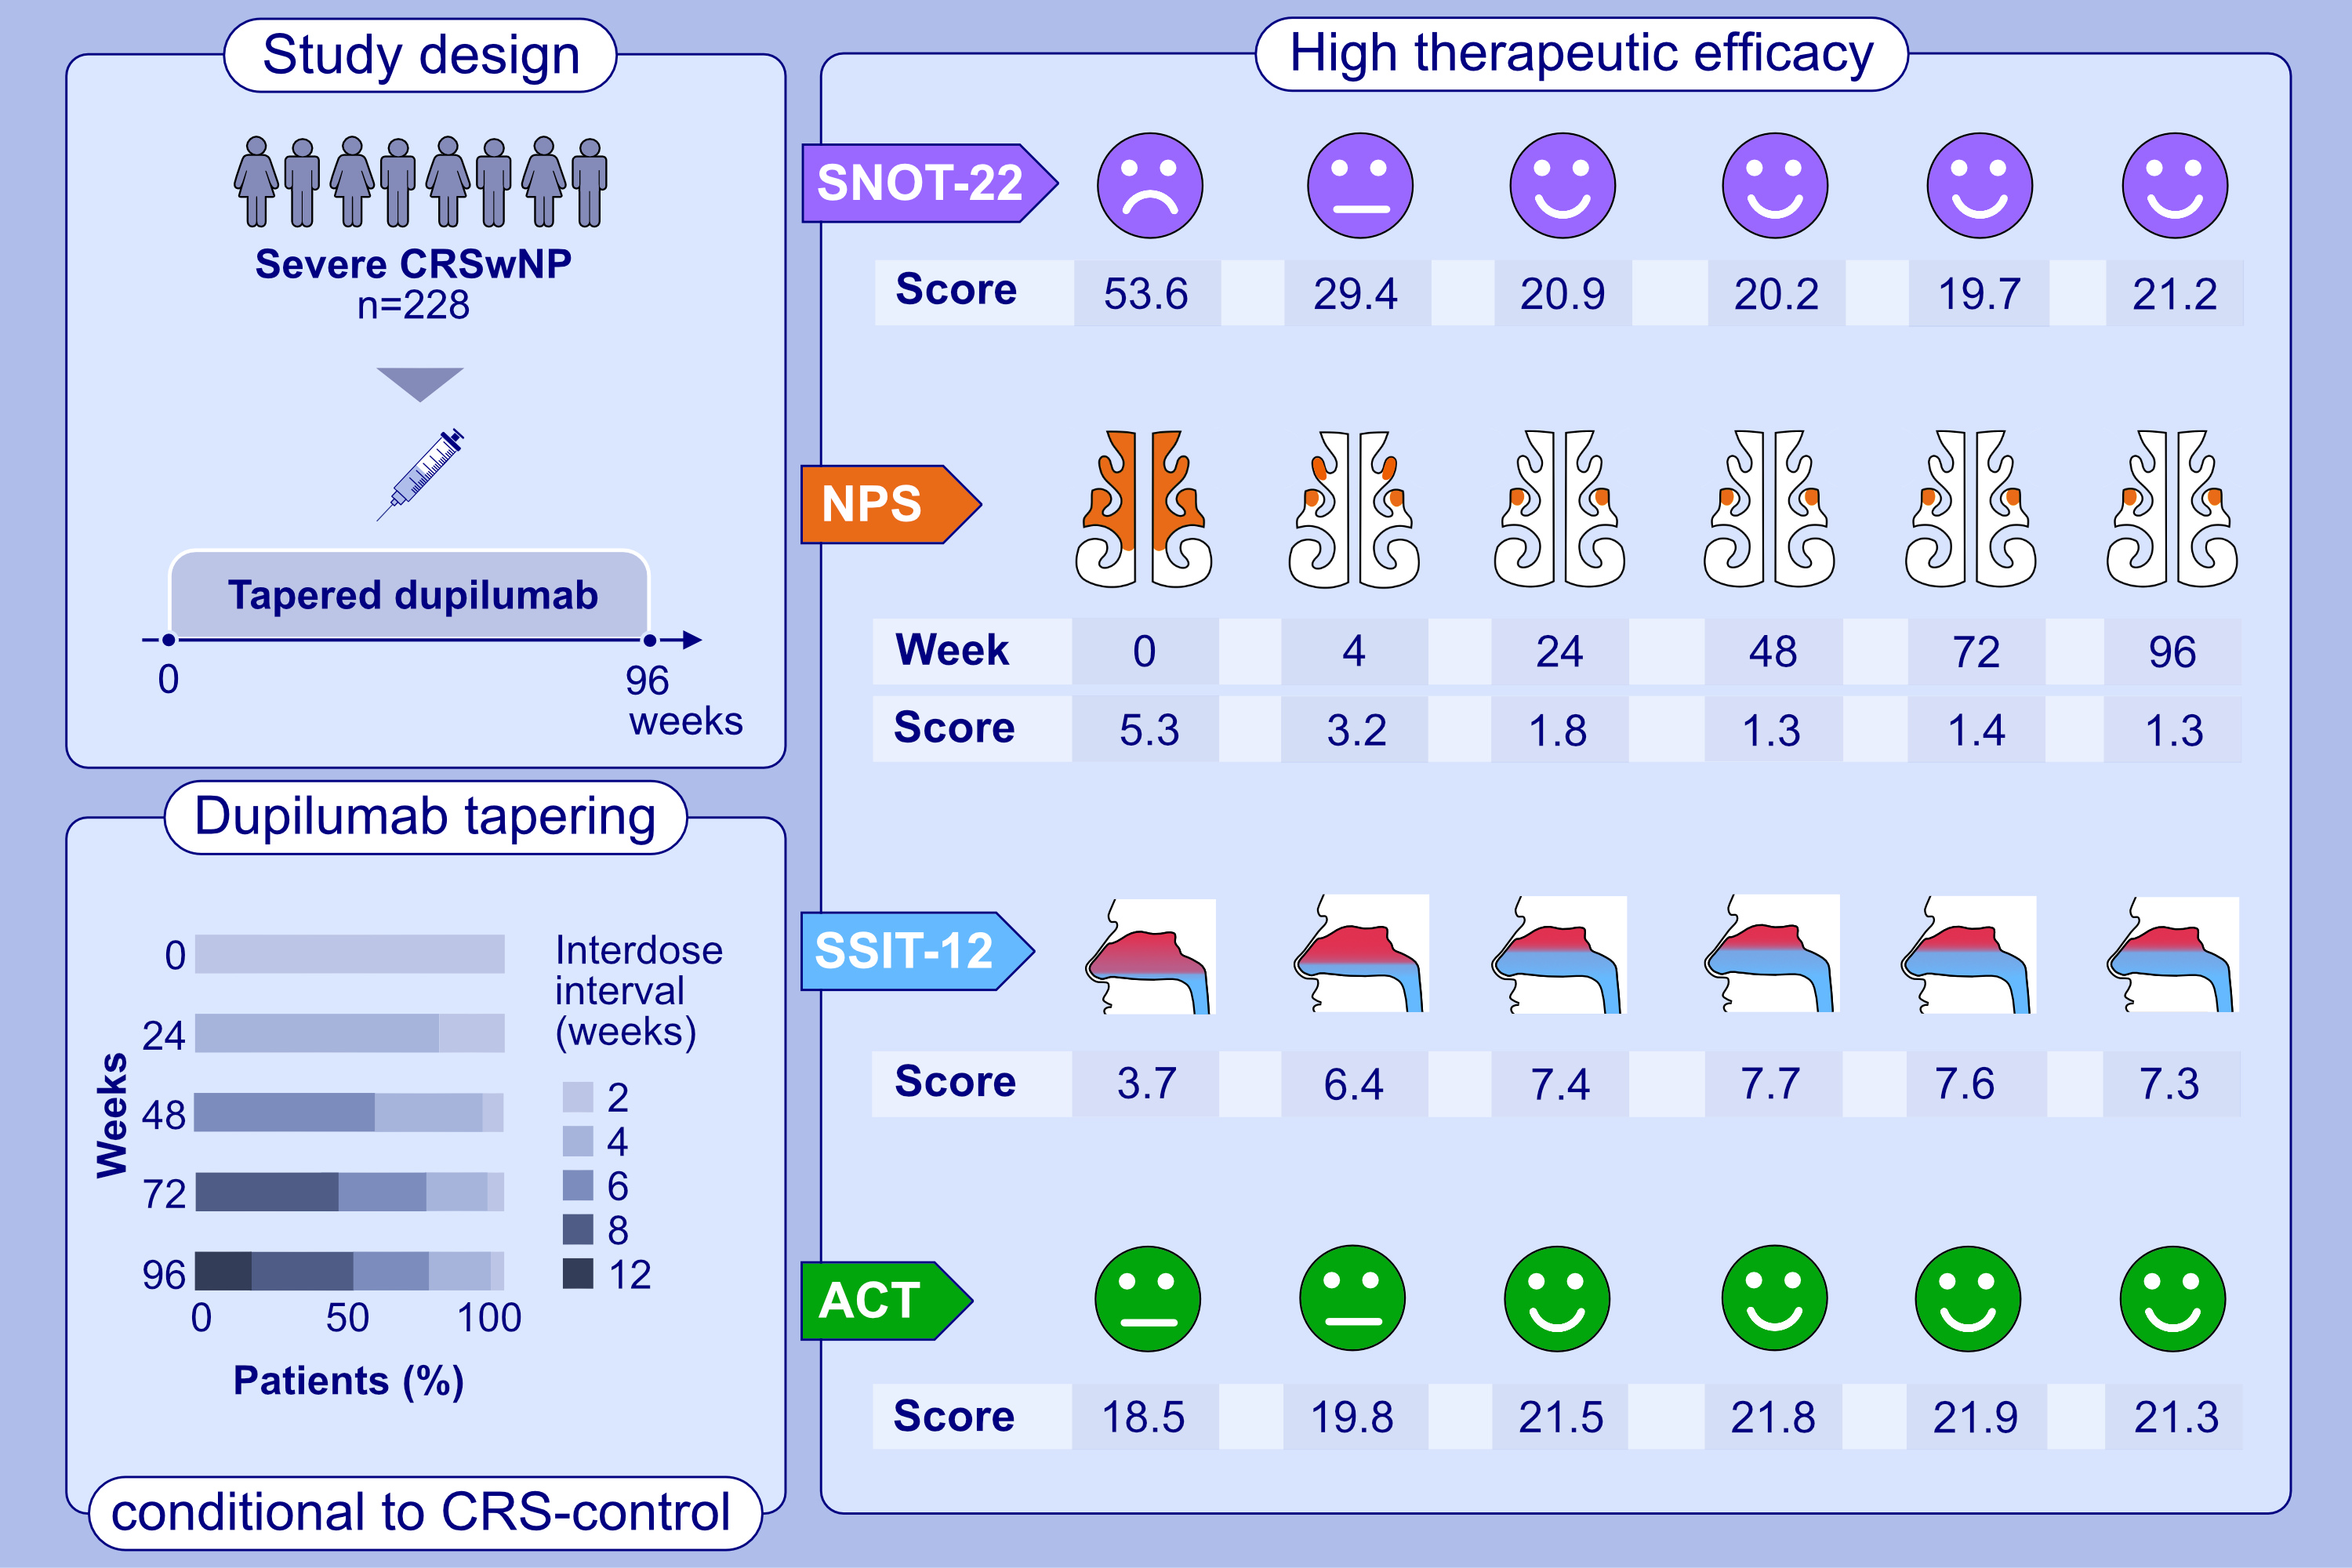 Study design
Severe CRSwNP
n=228
Tapered dupilumab
0
96
weeks
Dupilumab tapering
Weeks
0
24
48
72
96
0 50 100
Patients (%)
Interdose
interval
(weeks)
2
4
6
8
12
conditional to CRS-control
High therapeutic efficacy
SNOT-22
Score 53.6 29.4 20.9 20.2 19.7 21.2
NPS
Week 0 4 24 48 72 96
Score 5.3 3.2 1.8 1.3 1.4 1.3
SSIT-12
Score 3.7 6.4 7.4 7.7 7.6 7.3
ACT
Score 18.5 19.8 21.5 21.8 21.9 21.3